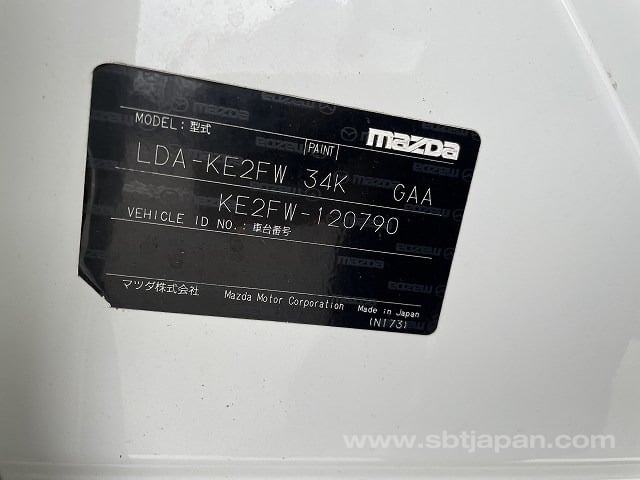 MODEL: 型式 PAINT mazda
LDA-KE2FW 34K GAA
KE2FW-120790
VEHICLE ID NO.: 車台番号
マツダ株式会社 Mazda Motor Corporation Made in Japan
(N173)
www.sbtjapan.com